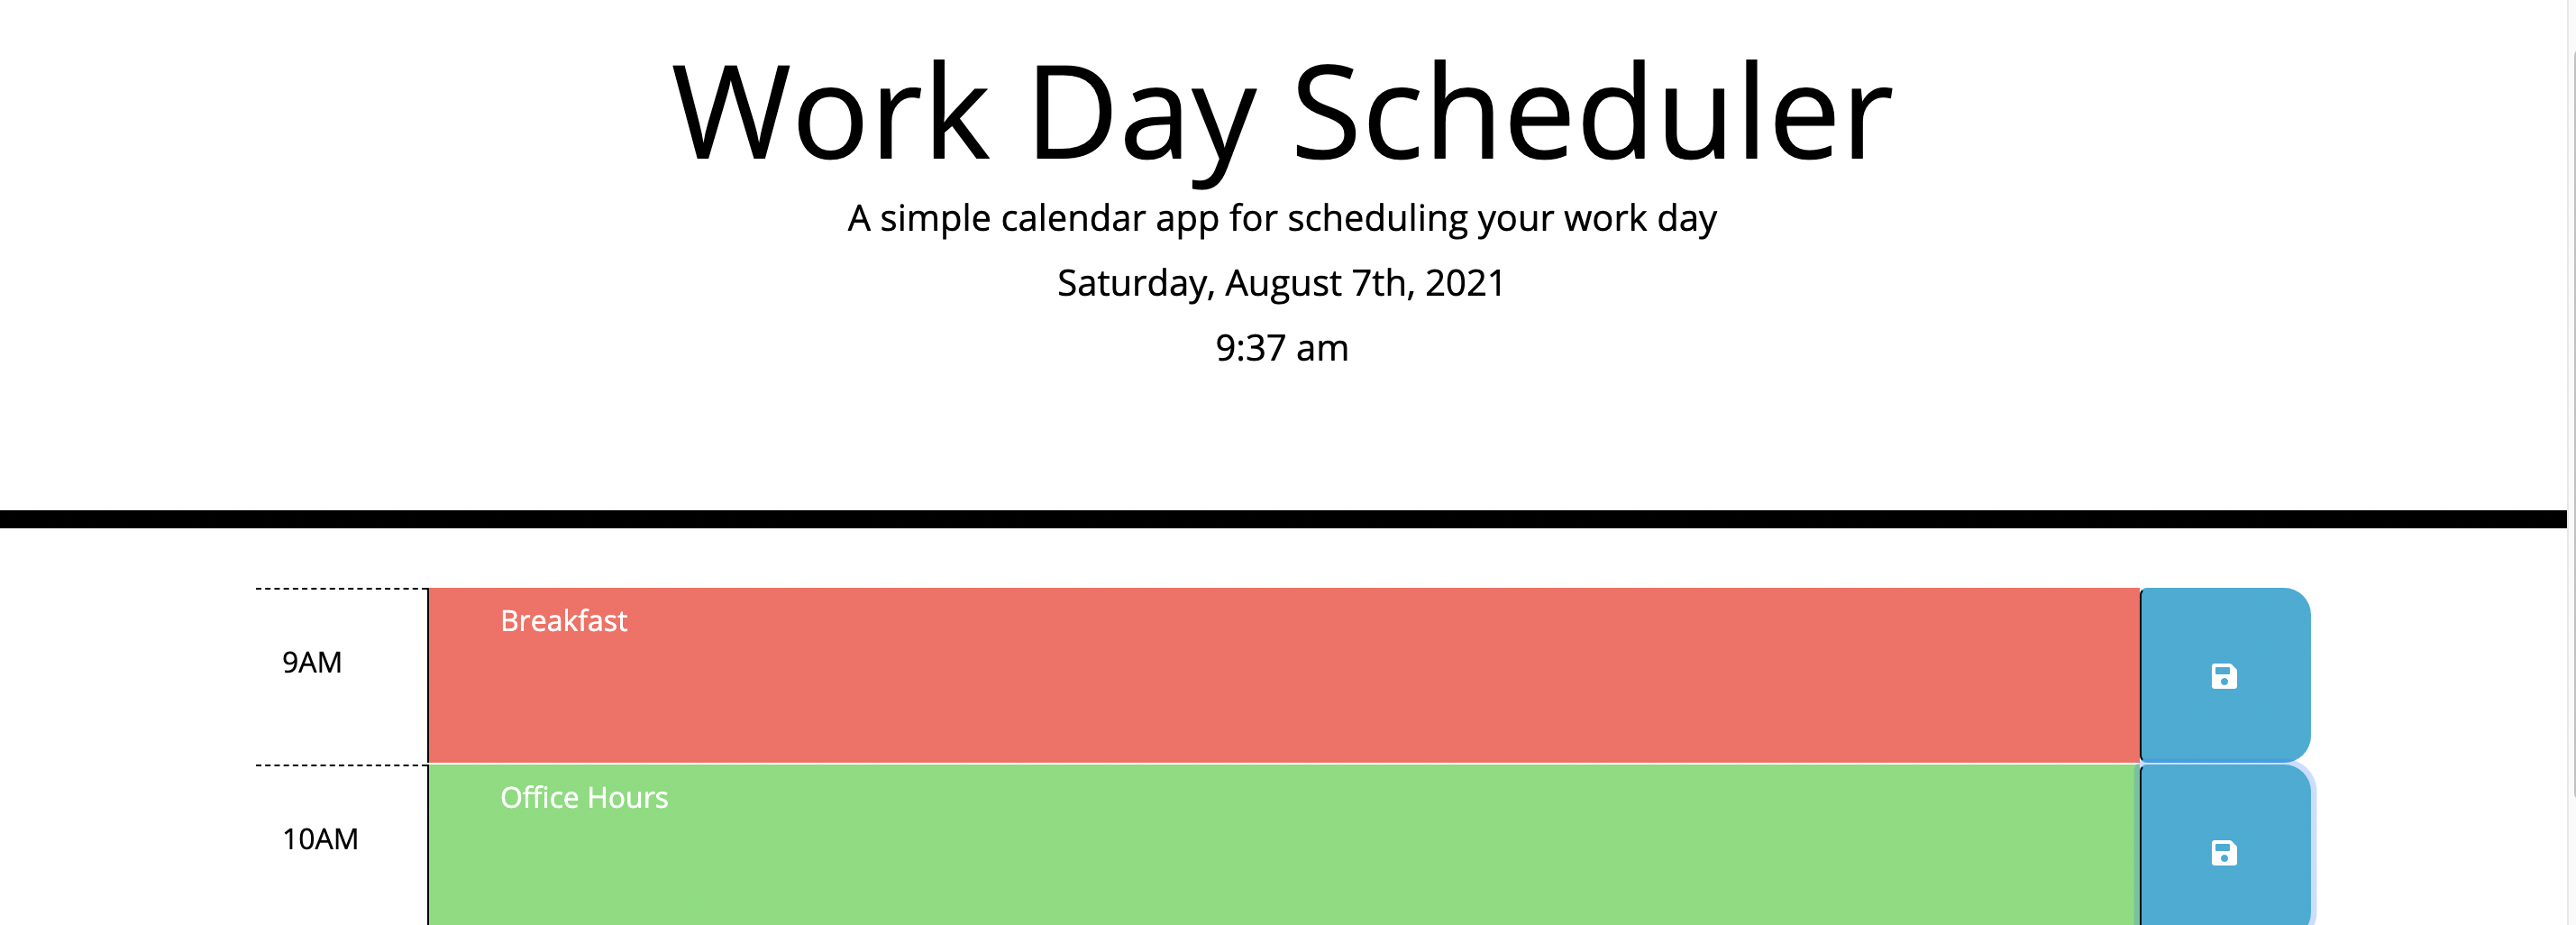 Work Day Scheduler
A simple calendar app for scheduling your work day
Saturday, August 7th, 2021
9:37 am
Breakfast
9AM
Office Hours
10AM